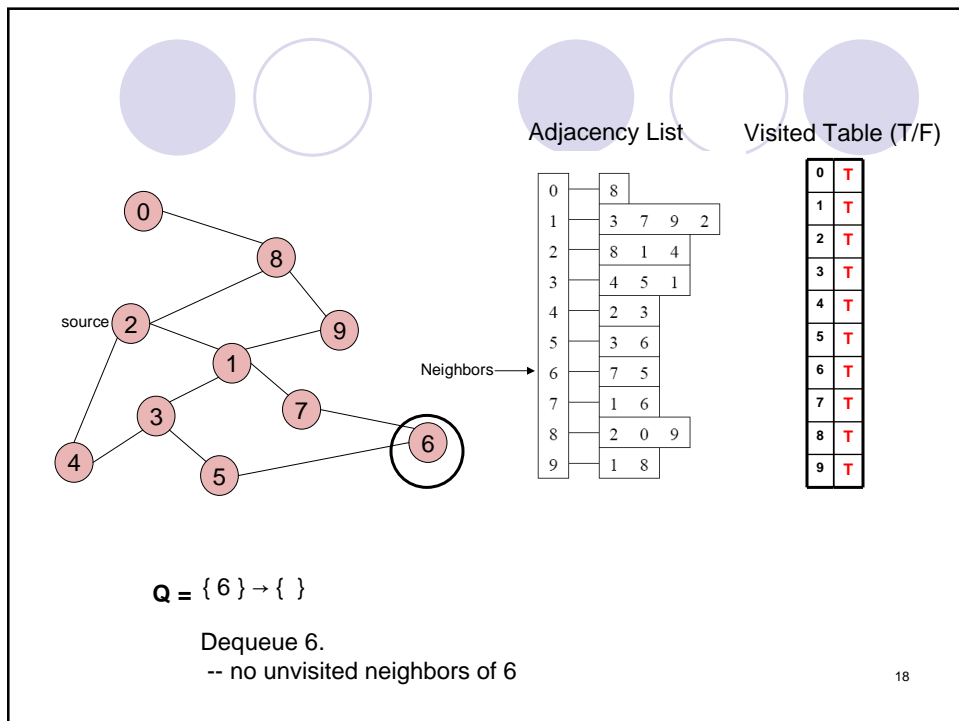 Adjacency List
Visited Table (T/F)
0
8
source
2
9
1
3
7
6
4
5
Neighbors
0 8
1 3 7 9 2
2 8 1 4
3 4 5 1
4 2 3
5 3 6
6 7 5
7 1 6
8 2 0 9
9 1 8
0 T
1 T
2 T
3 T
4 T
5 T
6 T
7 T
8 T
9 T
Q = { 6 } → { }
Dequeue 6.
-- no unvisited neighbors of 6
18